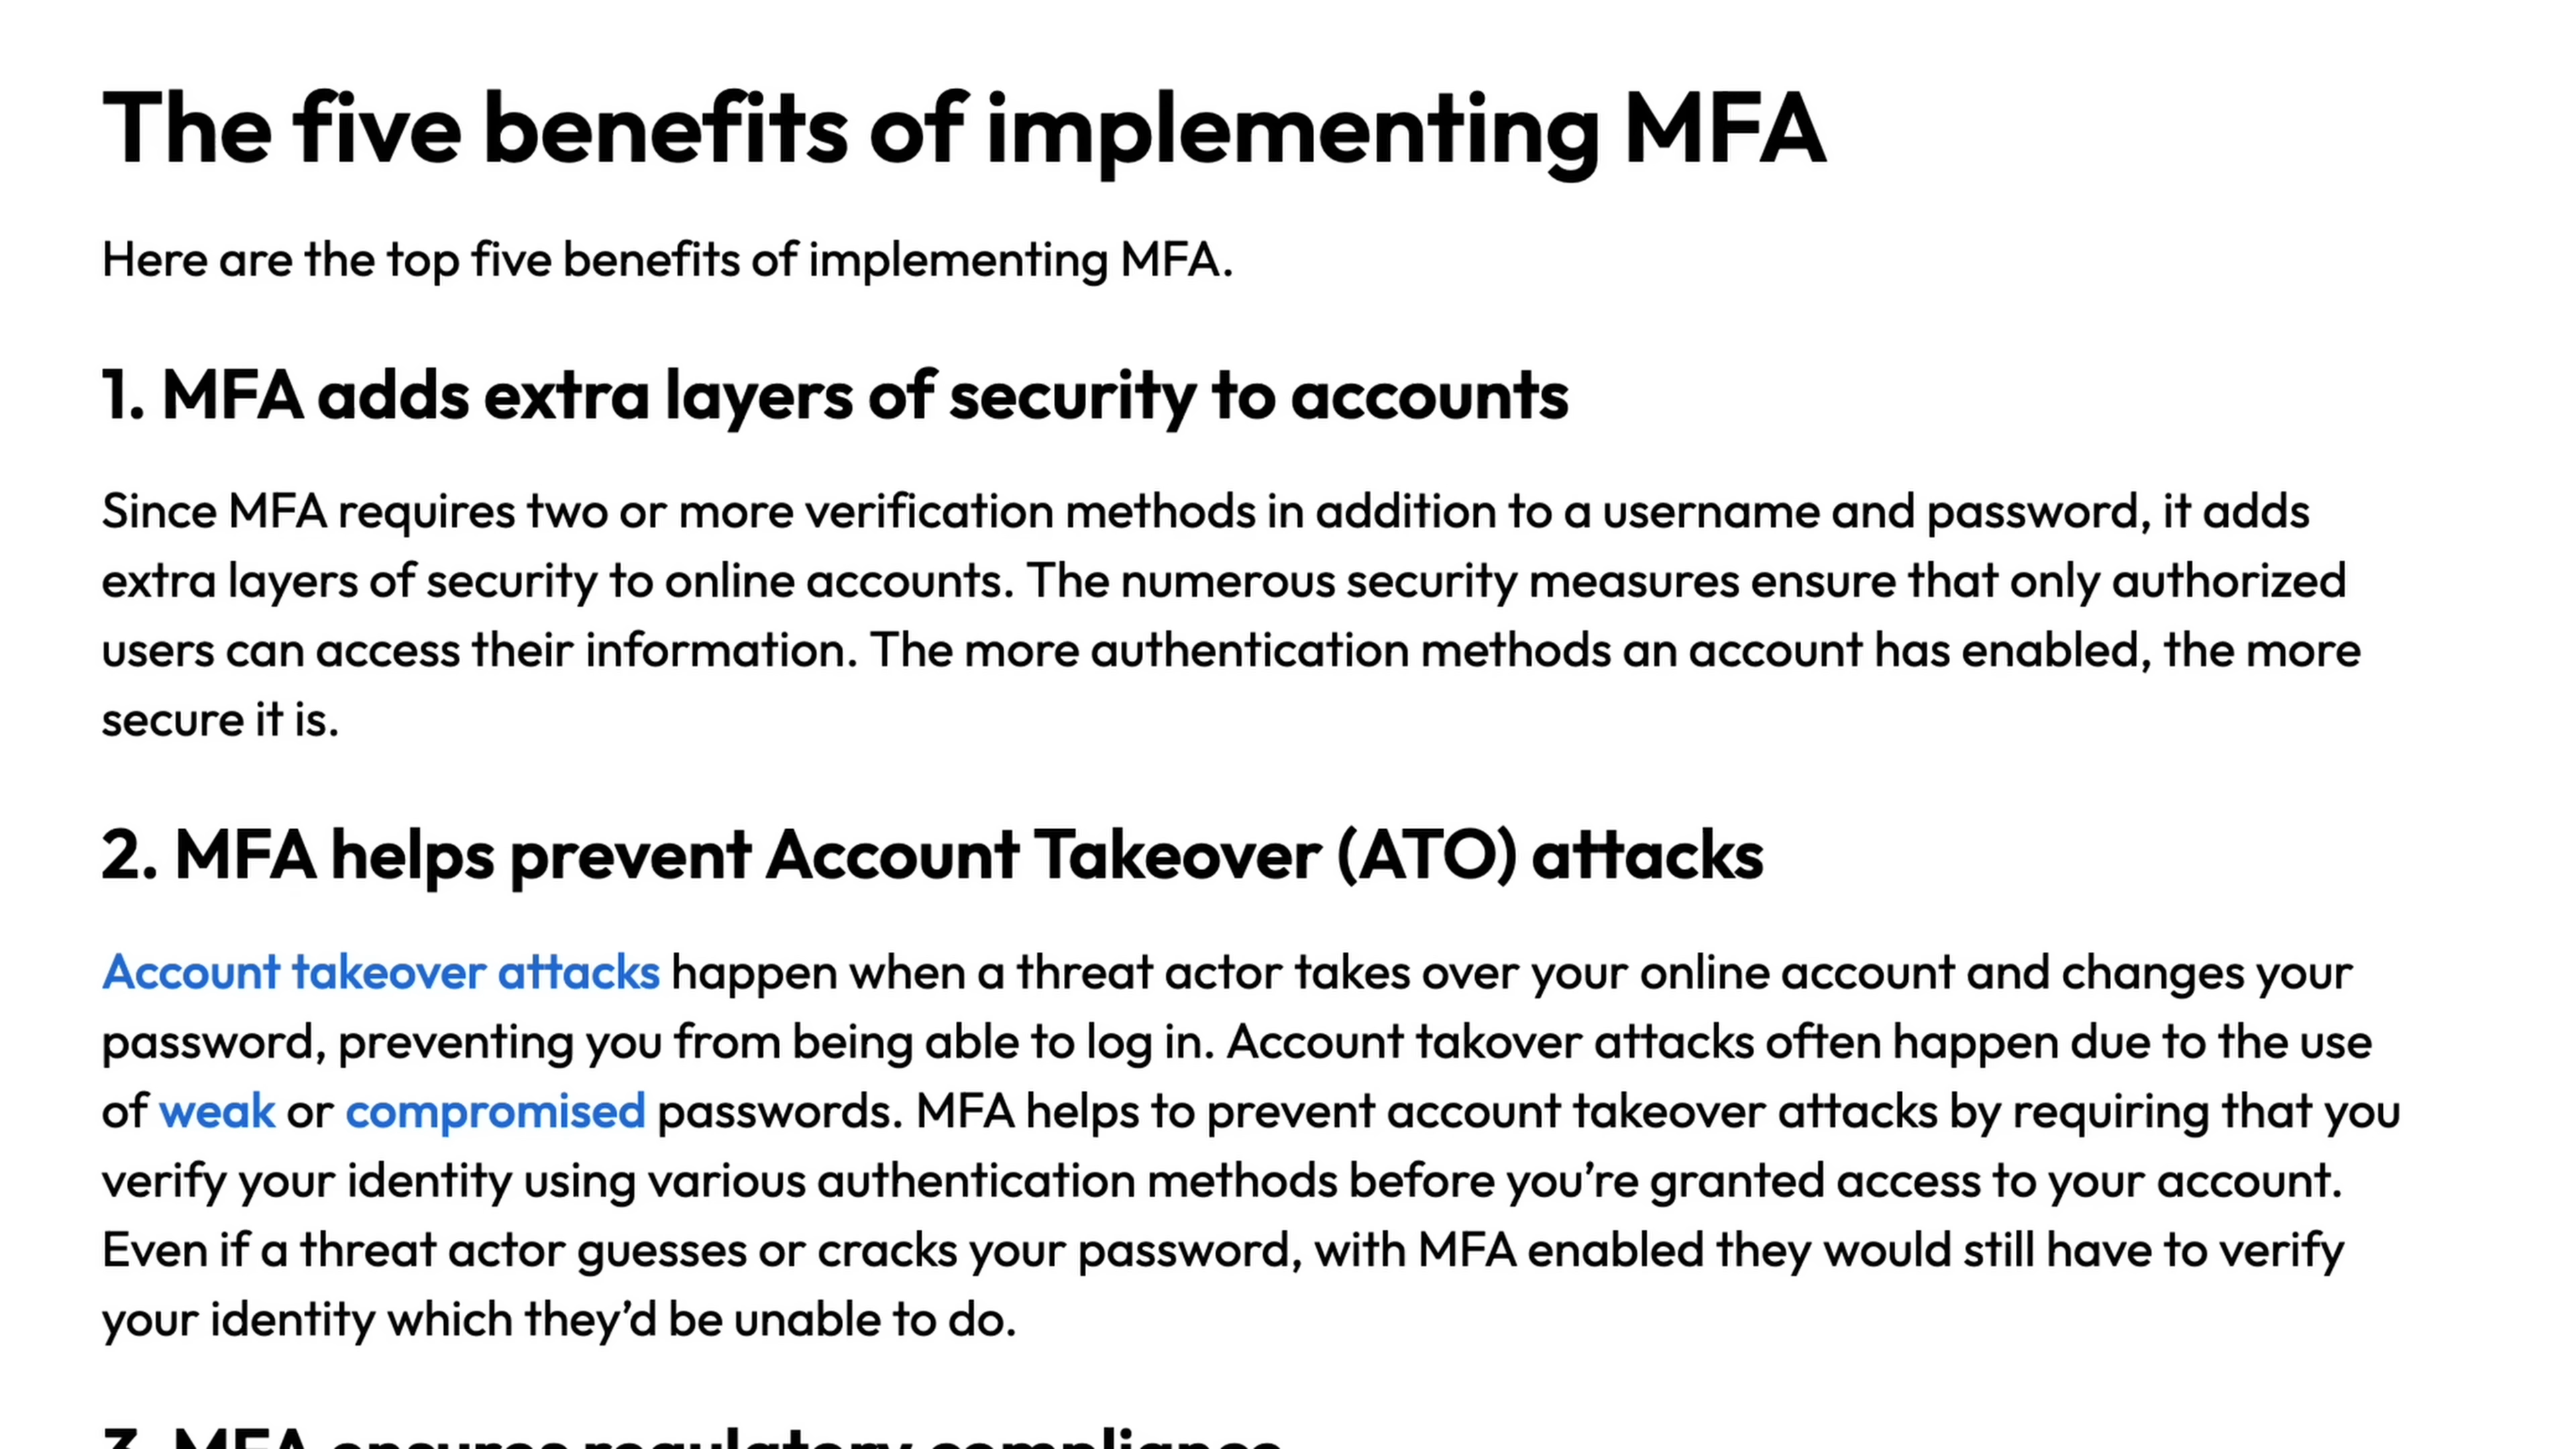 The five benefits of implementing MFA
Here are the top five benefits of implementing MFA.
1. MFA adds extra layers of security to accounts
Since MFA requires two or more verification methods in addition to a username and password, it adds
extra layers of security to online accounts. The numerous security measures ensure that only authorized
users can access their information. The more authentication methods an account has enabled, the more
secure it is.
2. MFA helps prevent Account Takeover (ATO) attacks
Account takeover attacks happen when a threat actor takes over your online account and changes your
password, preventing you from being able to log in. Account takover attacks often happen due to the use
of weak or compromised passwords. MFA helps to prevent account takeover attacks by requiring that you
verify your identity using various authentication methods before you’re granted access to your account.
Even if a threat actor guesses or cracks your password, with MFA enabled they would still have to verify
your identity which they’d be unable to do.
3. MFA ensures regulatory compliance